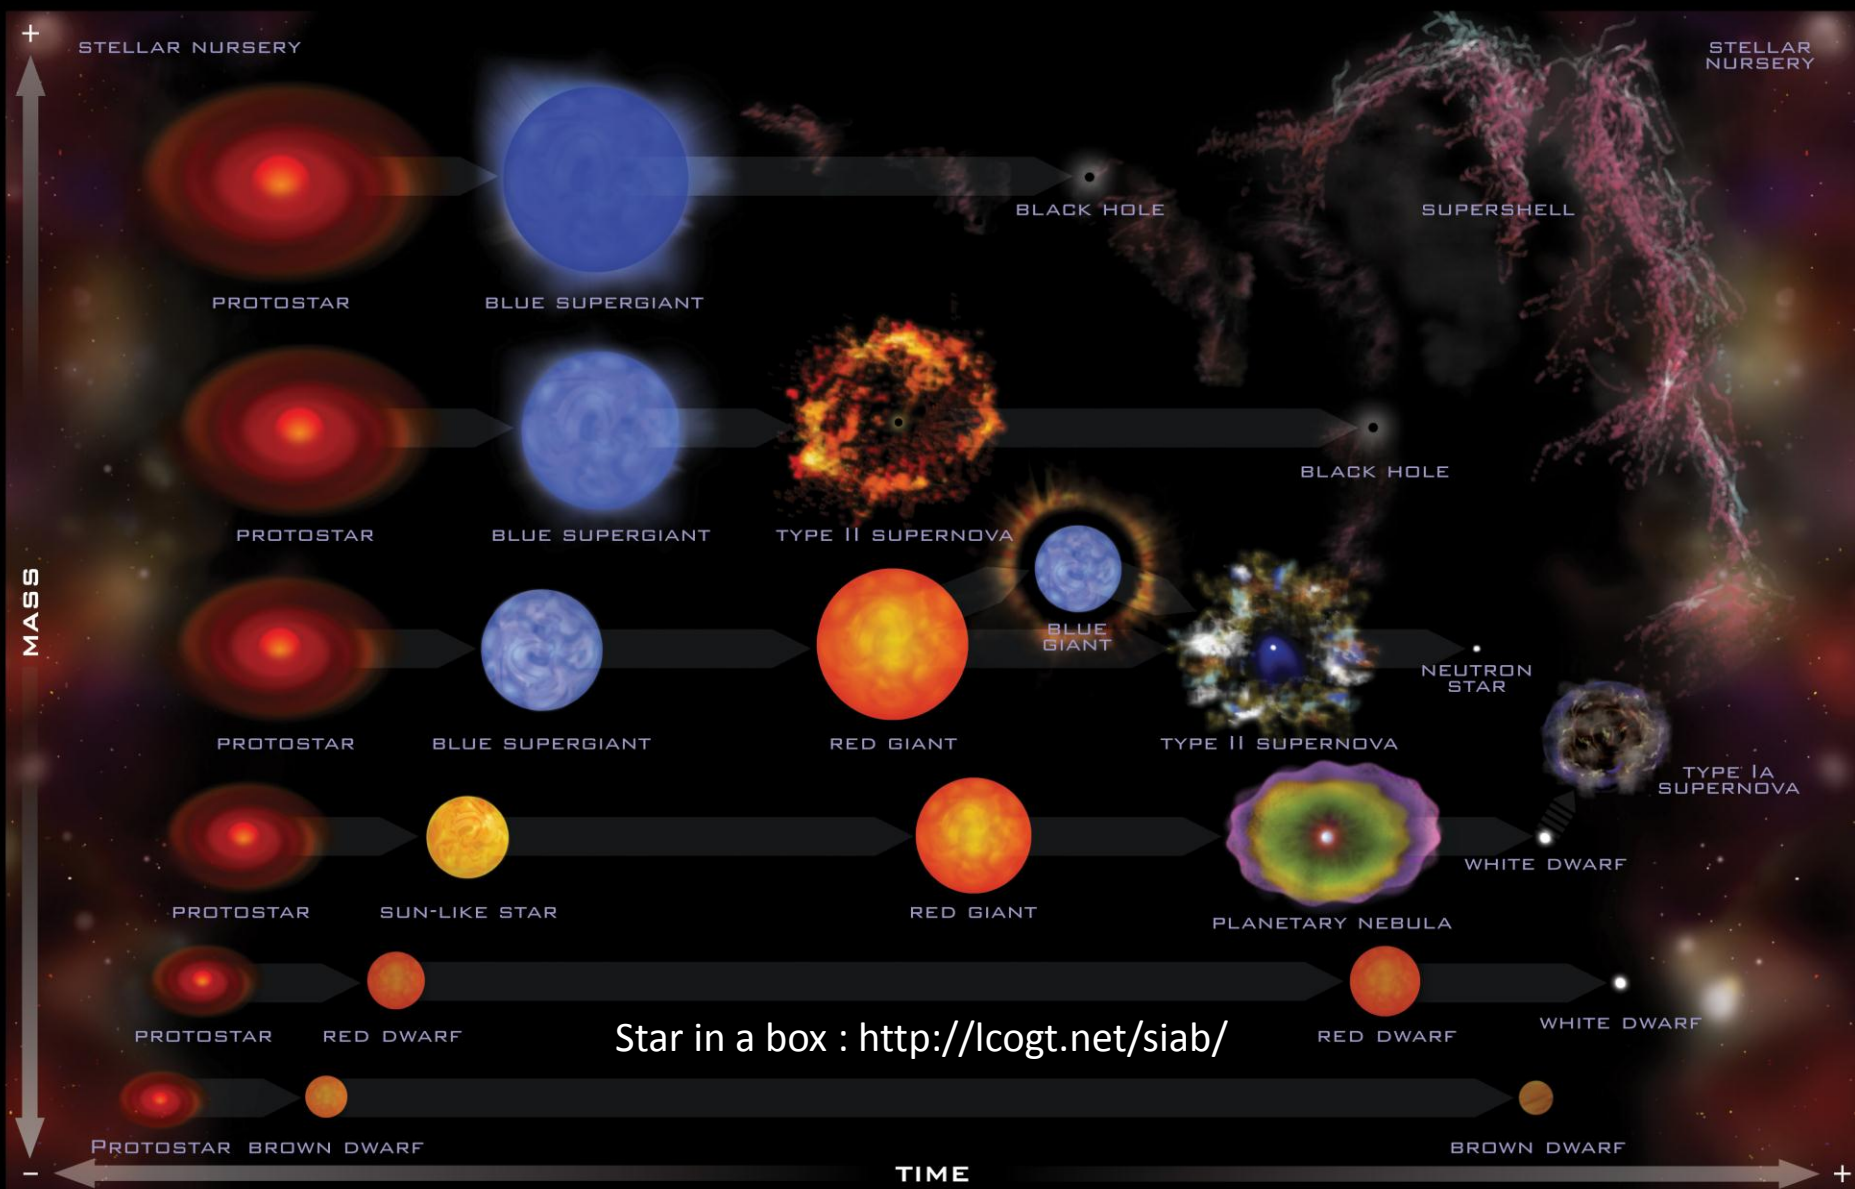 +
STELLAR NURSERY
STELLAR
NURSERY
BLACK HOLE
SUPERSHELL
PROTOSTAR
BLUE SUPERGIANT
BLACK HOLE
PROTOSTAR
BLUE SUPERGIANT
TYPE II SUPERNOVA
MASS
BLUE
GIANT
NEUTRON
STAR
PROTOSTAR
BLUE SUPERGIANT
RED GIANT
TYPE II SUPERNOVA
TYPE Ia
SUPERNOVA
WHITE DWARF
PROTOSTAR
SUN-LIKE STAR
RED GIANT
PLANETARY NEBULA
PROTOSTAR
RED DWARF
Star in a box : http://lcogt.net/siab/
RED DWARF
WHITE DWARF
PROTOSTAR
BROWN DWARF
BROWN DWARF
−
TIME
+